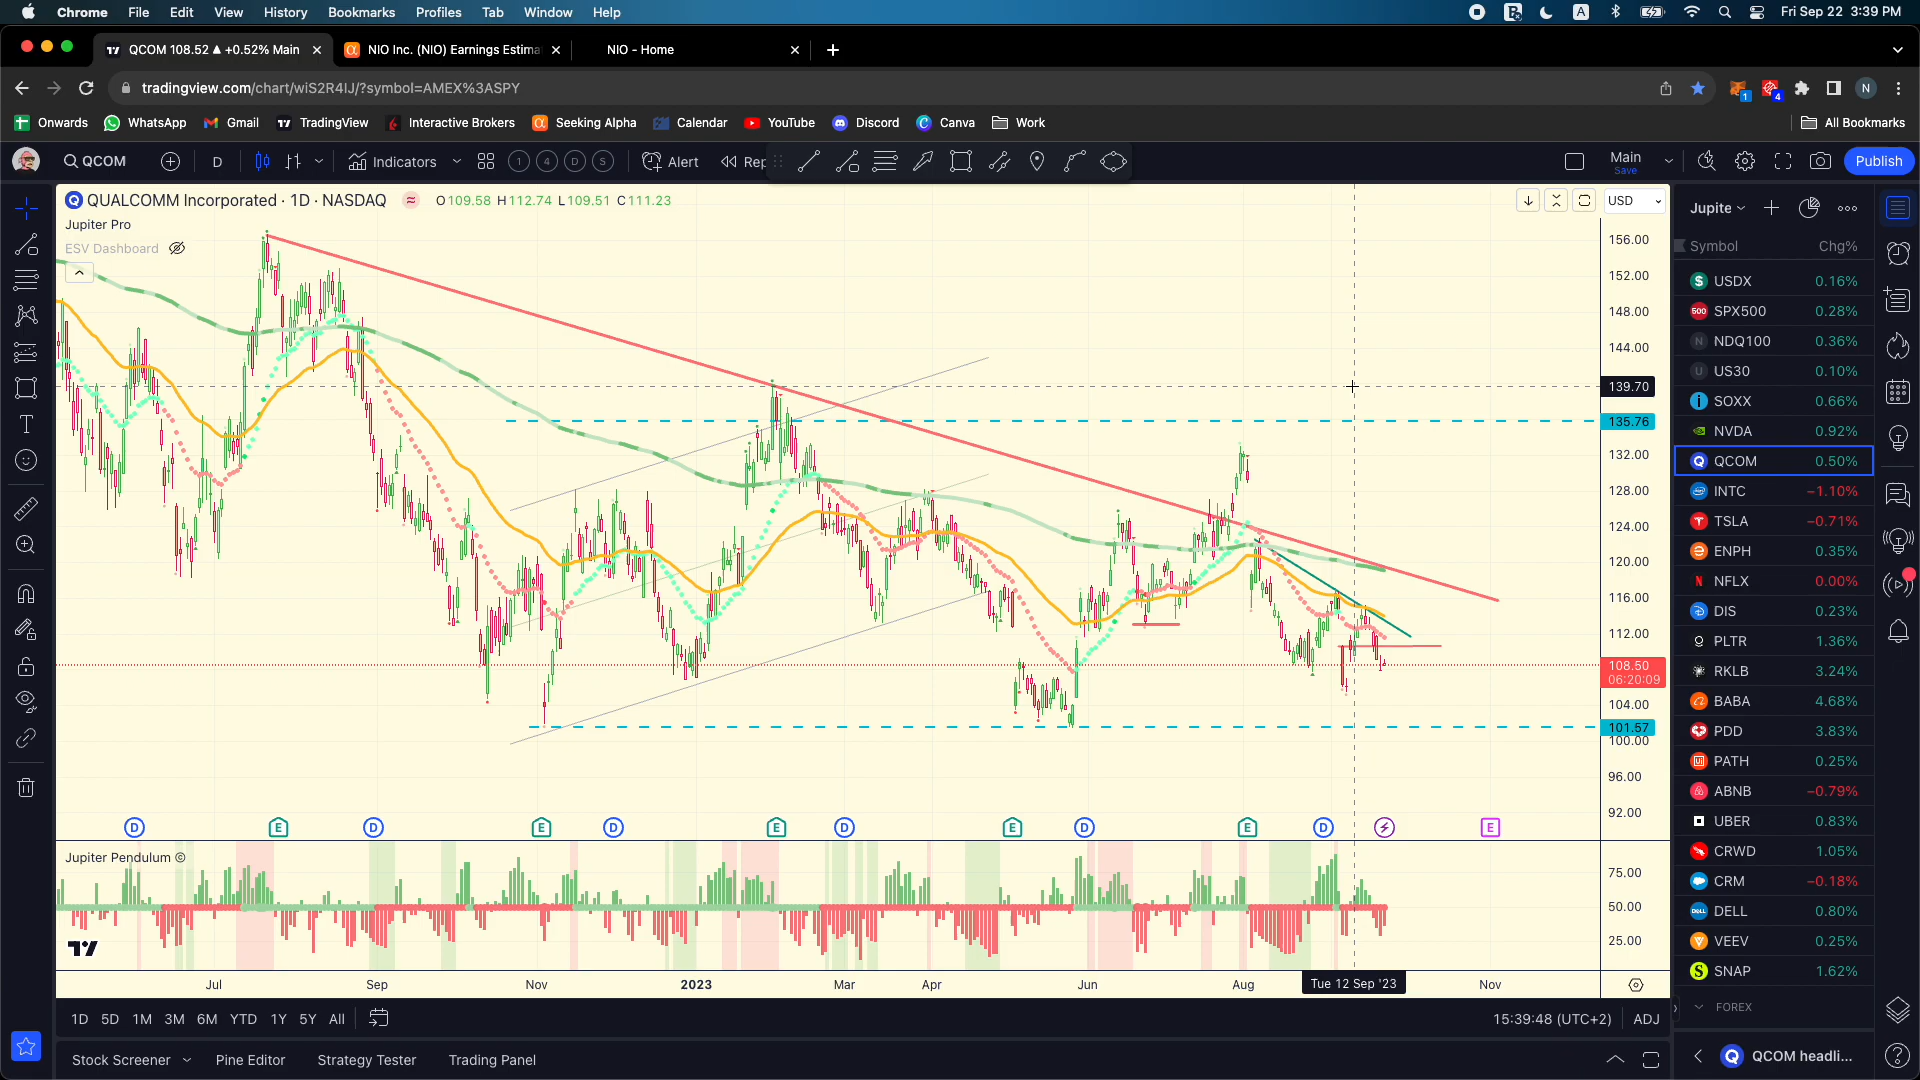 Chrome File Edit View History Bookmarks Profiles Tab Window Help Fri Sep 22 3:39 PM
QCOM 108.52 ▲ +0.52% Main NIO Inc. (NIO) Earnings Estima NIO - Home
tradingview.com/chart/wiS2R4IJ/?symbol=AMEX%3ASPY
Onwards WhatsApp Gmail TradingView Interactive Brokers Seeking Alpha Calendar YouTube Discord Canva Work All Bookmarks
QCOM D Indicators 1 4 D S Alert Rep Main Save Publish
QUALCOMM Incorporated · 1D · NASDAQ O109.58 H112.74 L109.51 C111.23 USD
Jupiter Pro
ESV Dashboard
156.00
152.00
148.00
144.00
139.70
135.76
132.00
128.00
124.00
120.00
116.00
112.00
108.50
06:20:09
104.00
101.57
100.00
96.00
92.00
D E D E D E D E D E D E
Jupiter Pendulum ©
75.00
50.00
25.00
Jul Sep Nov 2023 Mar Apr Jun Aug Tue 12 Sep '23 Nov
1D 5D 1M 3M 6M YTD 1Y 5Y All 15:39:48 (UTC+2) ADJ
Stock Screener Pine Editor Strategy Tester Trading Panel
Jupite
Symbol Chg%
USDX 0.16%
SPX500 0.28%
NDQ100 0.36%
US30 0.10%
SOXX 0.66%
NVDA 0.92%
QCOM 0.50%
INTC −1.10%
TSLA −0.71%
ENPH 0.35%
NFLX 0.00%
DIS 0.23%
PLTR 1.36%
RKLB 3.24%
BABA 4.68%
PDD 3.83%
PATH 0.25%
ABNB −0.79%
UBER 0.83%
CRWD 1.05%
CRM −0.18%
DELL 0.80%
VEEV 0.25%
SNAP 1.62%
FOREX
QCOM headli...